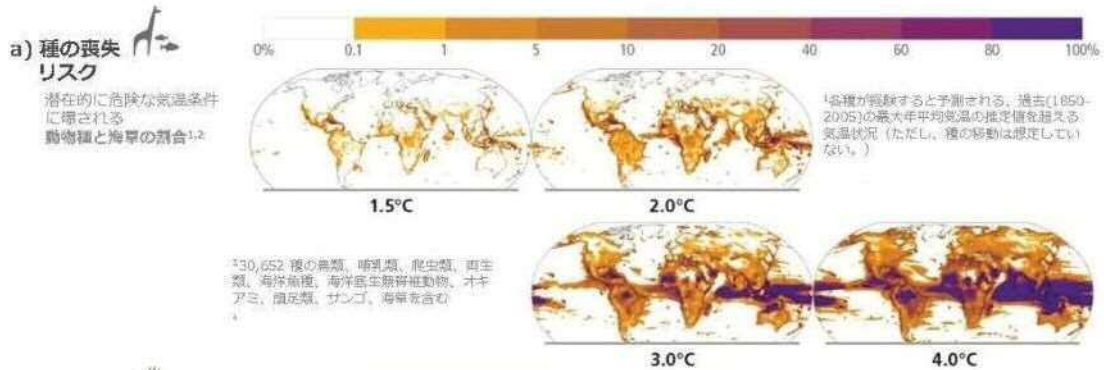 a) 種の喪失
リスク
潜在的に危険な気温条件
に曝される
動物種と海草の割合1,2
0% 0.1 1 5 10 20 40 60 80 100%
1各種が経験すると予測される、過去(1850-
2005)の最大年平均気温の推定値を超える
気温状況（ただし、種の移動は想定してい
ない。）
1.5°C
2.0°C
230,652 種の鳥類、哺乳類、爬虫類、両生
類、海洋魚種、海洋底生無脊椎動物、オキ
アミ、頭足類、サンゴ、海草を含む
3.0°C
4.0°C